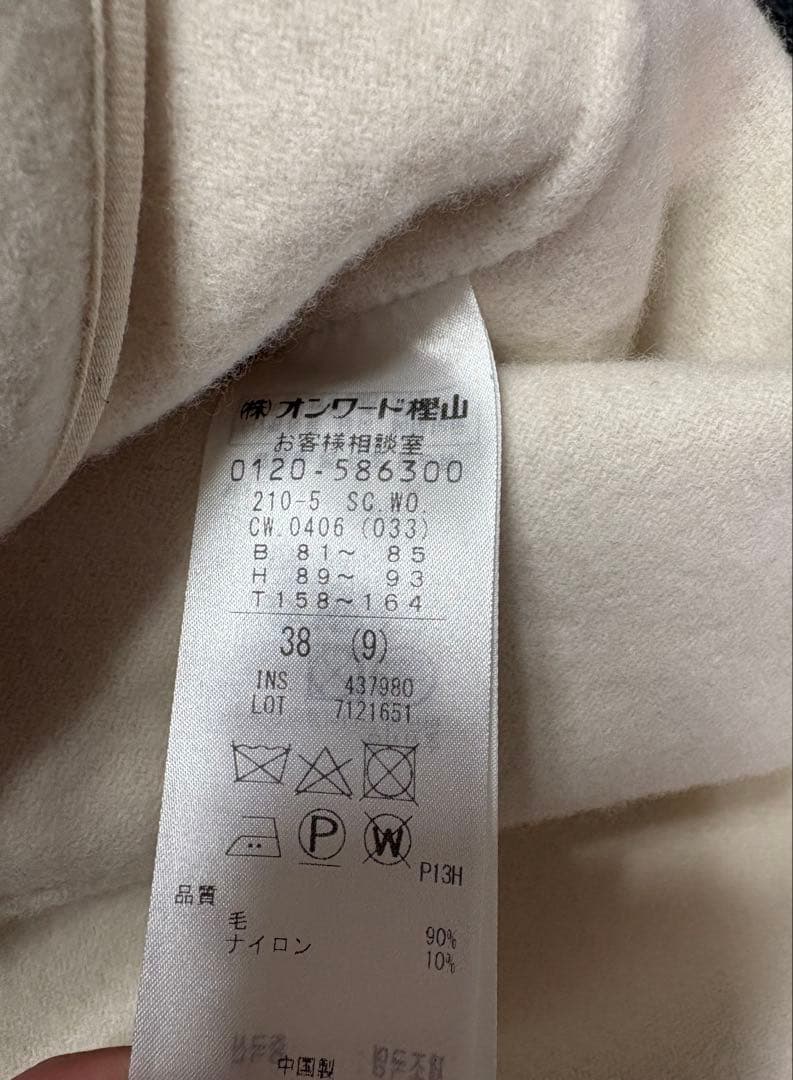 (株)オンワード樫山
お客様相談室
0120-586300
210-5 SC.WO.
CW.0406 (033)
B 81～ 85
H 89～ 93
T158～164
38 (9)
INS 437980
LOT 7121651
P
W
P13H
品質
毛 90%
ナイロン 10%
中国製